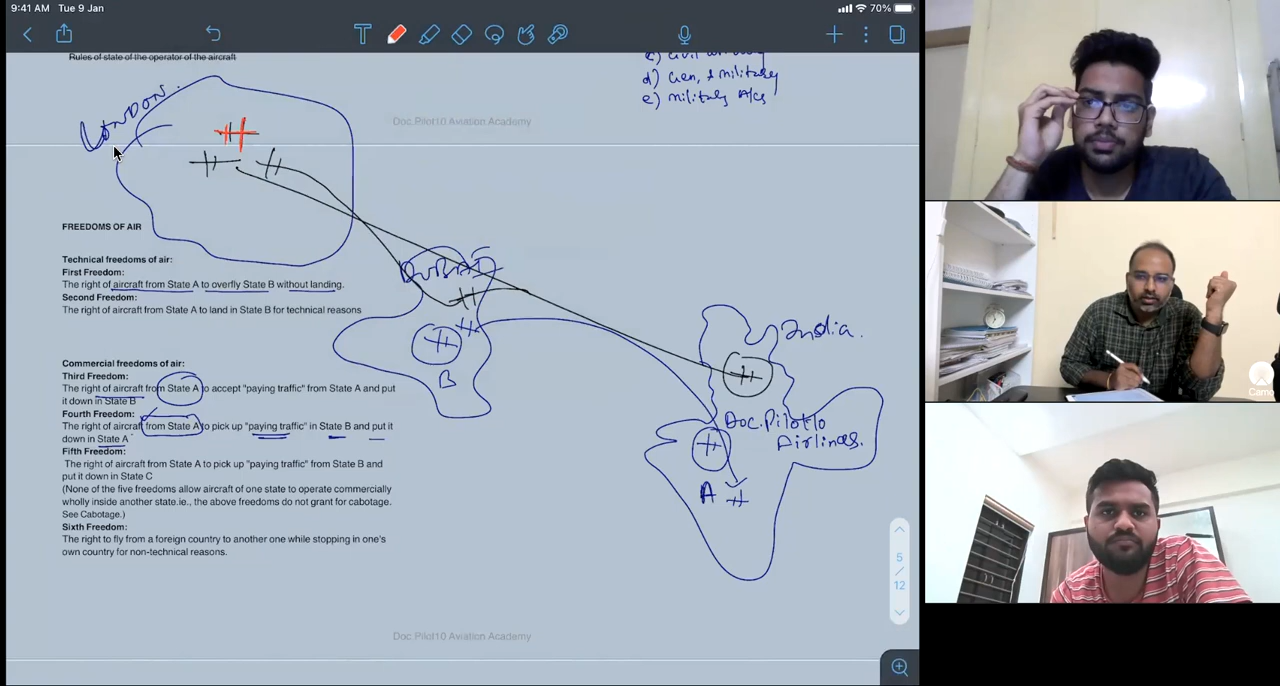 9:41 AM Tue 9 Jan
70%
Rules of state of the operator of the aircraft
d) Gen, & military
e) military A/cs
Doc.Pilot10 Aviation Academy
LONDON.
FREEDOMS OF AIR
Technical freedoms of air:
First Freedom:
The right of aircraft from State A to overfly State B without landing.
Second Freedom:
The right of aircraft from State A to land in State B for technical reasons
DUBAI
B
India.
Commercial freedoms of air:
Third Freedom:
The right of aircraft from State A to accept "paying traffic" from State A and put
it down in State B
Fourth Freedom:
The right of aircraft from State A to pick up "paying traffic" in State B and put it
down in State A
Fifth Freedom:
The right of aircraft from State A to pick up "paying traffic" from State B and
put it down in State C
(None of the five freedoms allow aircraft of one state to operate commercially
wholly inside another state.ie., the above freedoms do not grant for cabotage.
See Cabotage.)
Sixth Freedom:
The right to fly from a foreign country to another one while stopping in one's
own country for non-technical reasons.
Doc.Pilot10
Airlines.
A
5
/
12
Doc.Pilot10 Aviation Academy
Camo